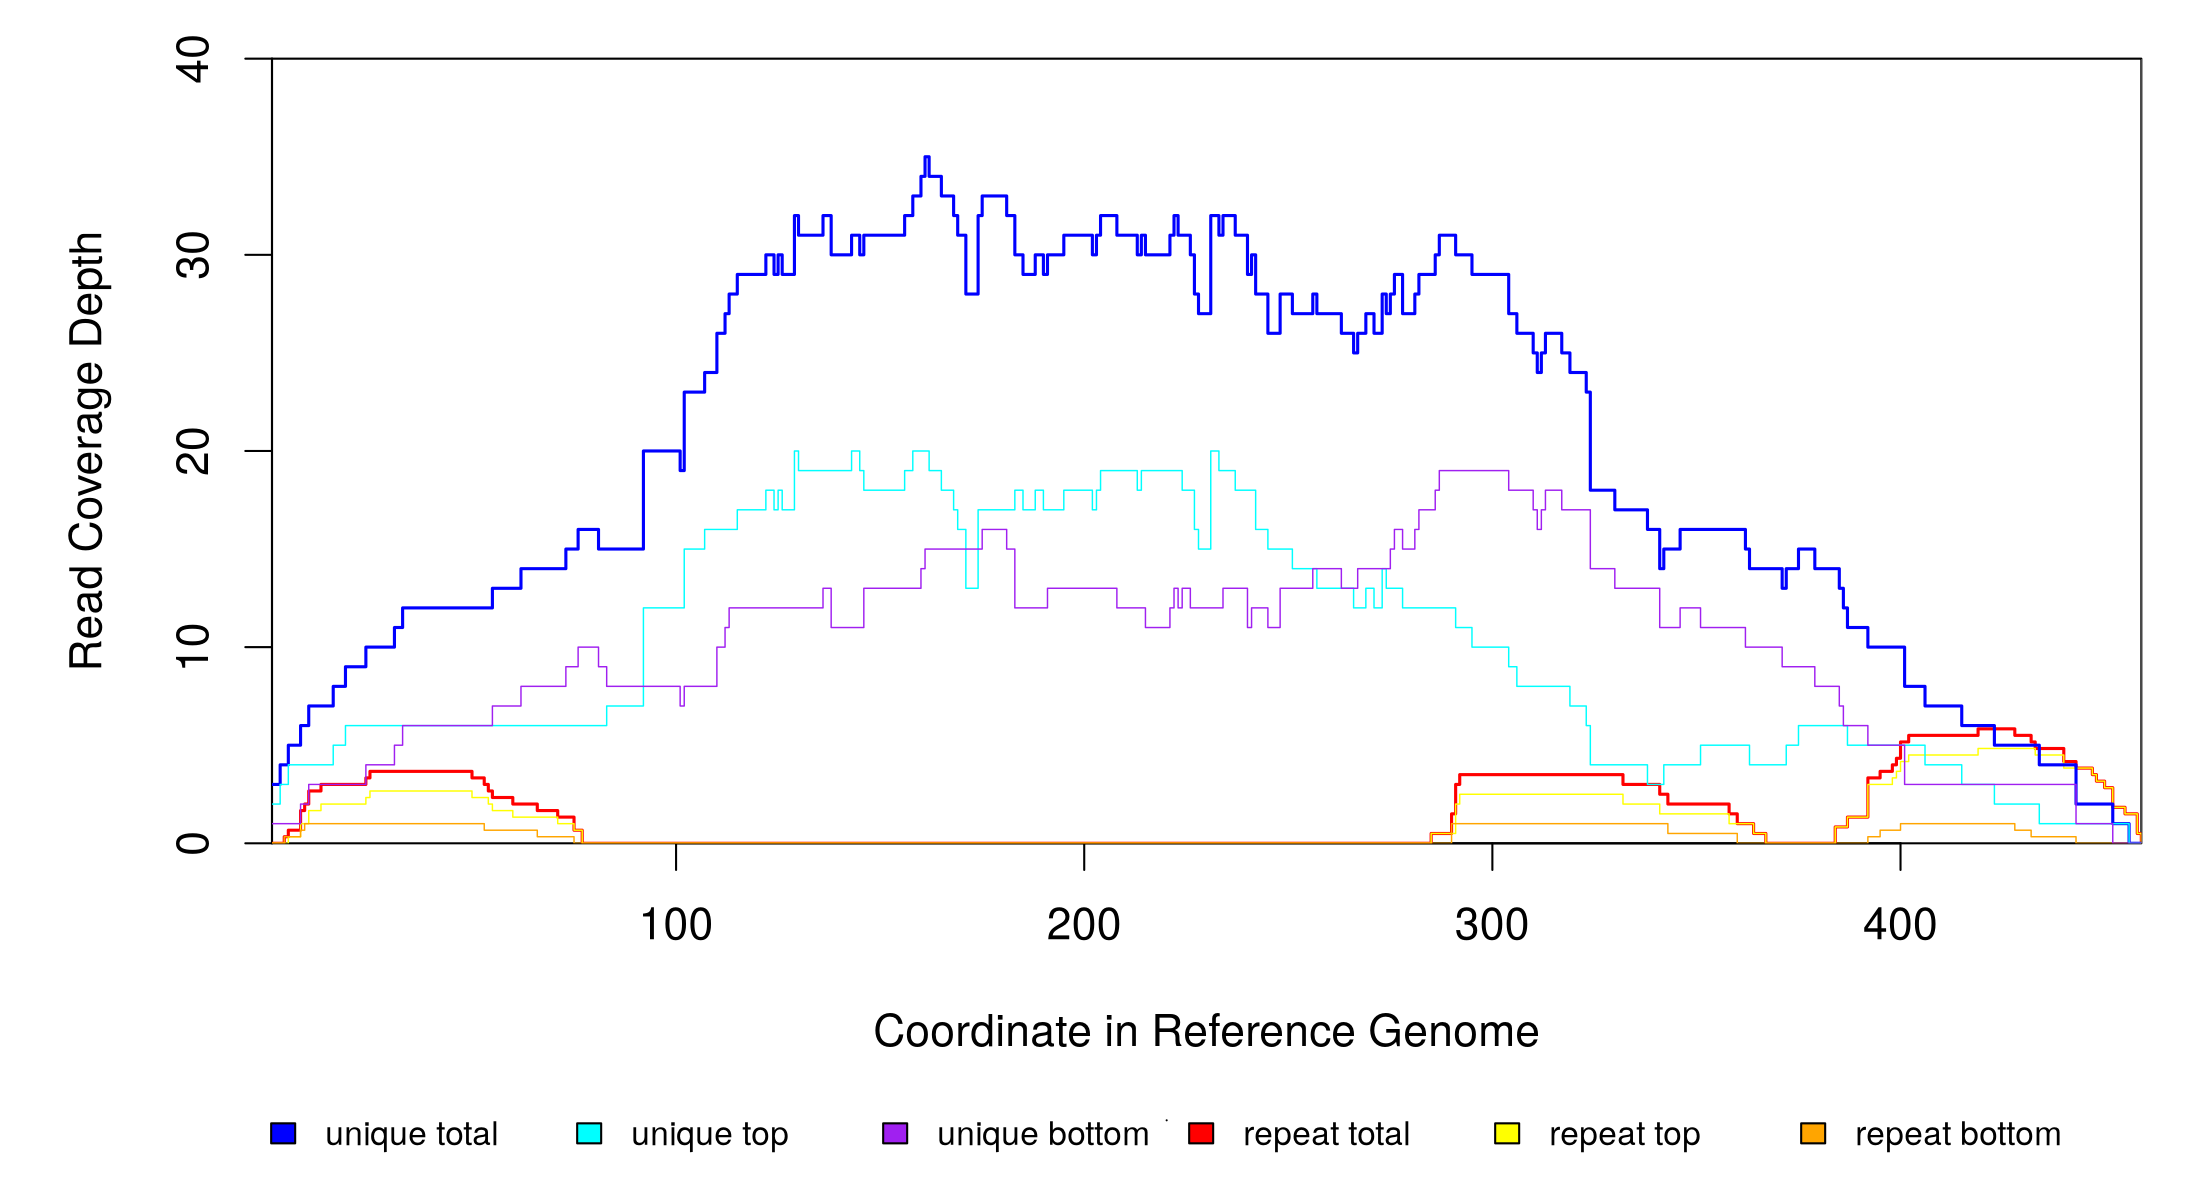 40
30
20
10
0
Read Coverage Depth
100 200 300 400
Coordinate in Reference Genome
unique total unique top unique bottom repeat total repeat top repeat bottom